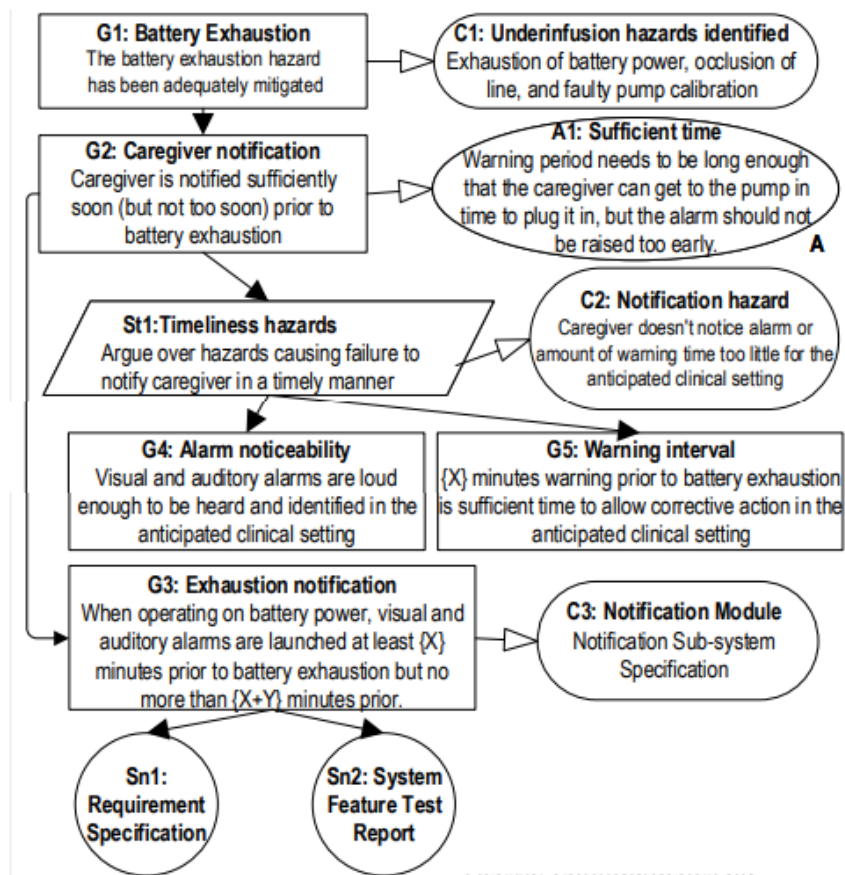 G1: Battery Exhaustion
The battery exhaustion hazard
has been adequately mitigated
C1: Underinfusion hazards identified
Exhaustion of battery power, occlusion of
line, and faulty pump calibration
G2: Caregiver notification
Caregiver is notified sufficiently
soon (but not too soon) prior to
battery exhaustion
A1: Sufficient time
Warning period needs to be long enough
that the caregiver can get to the pump in
time to plug it in, but the alarm should not
be raised too early.
A
St1:Timeliness hazards
Argue over hazards causing failure to
notify caregiver in a timely manner
C2: Notification hazard
Caregiver doesn't notice alarm or
amount of warning time too little for the
anticipated clinical setting
G4: Alarm noticeability
Visual and auditory alarms are loud
enough to be heard and identified in the
anticipated clinical setting
G5: Warning interval
{X} minutes warning prior to battery exhaustion
is sufficient time to allow corrective action in the
anticipated clinical setting
G3: Exhaustion notification
When operating on battery power, visual and
auditory alarms are launched at least {X}
minutes prior to battery exhaustion but no
more than {X+Y} minutes prior.
C3: Notification Module
Notification Sub-system
Specification
Sn1:
Requirement
Specification
Sn2: System
Feature Test
Report